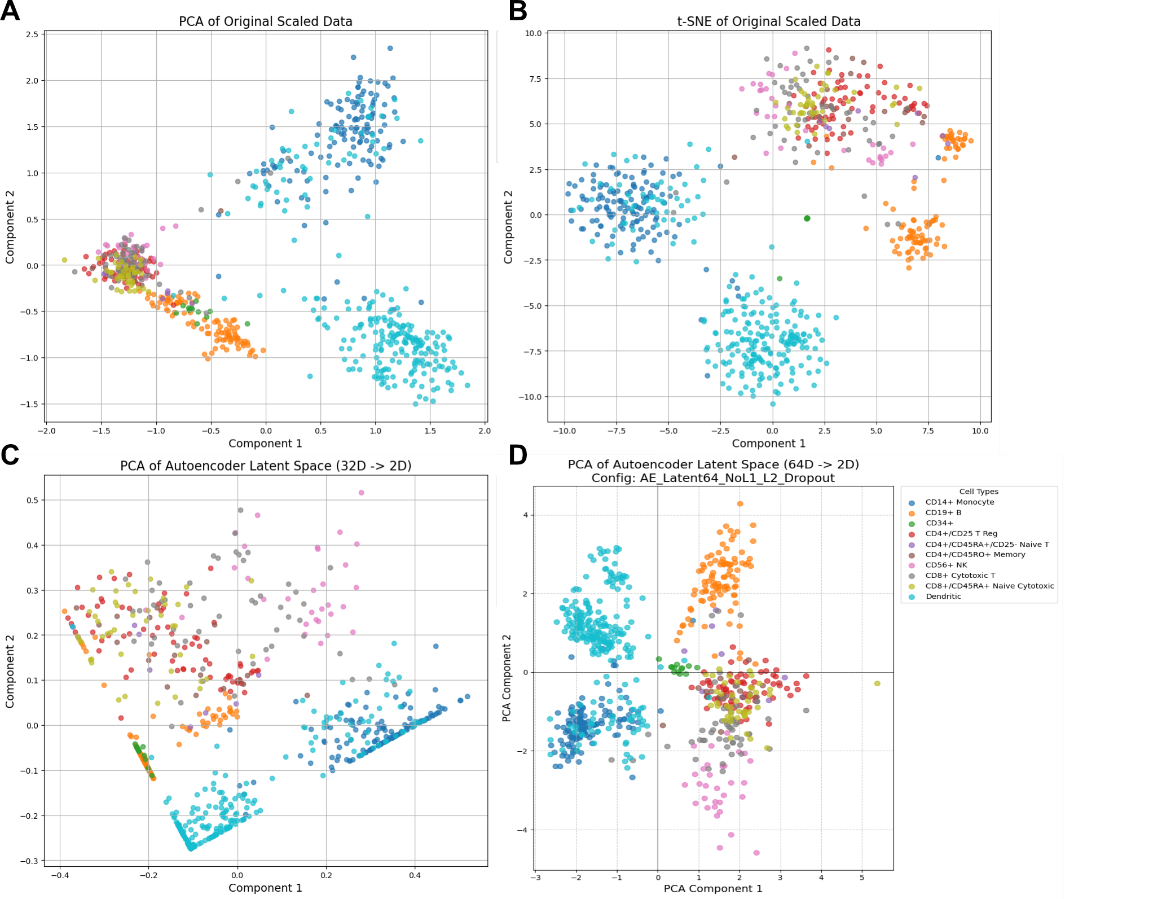 A
PCA of Original Scaled Data
2.5
2.0
1.5
1.0
0.5
0.0
−0.5
−1.0
−1.5
−2.0
−1.5
−1.0
−0.5
0.0
0.5
1.0
1.5
2.0
Component 1
Component 2
B
t-SNE of Original Scaled Data
10.0
7.5
5.0
2.5
0.0
−2.5
−5.0
−7.5
−10.0
−10.0
−7.5
−5.0
−2.5
0.0
2.5
5.0
7.5
10.0
Component 1
Component 2
C
PCA of Autoencoder Latent Space (32D -> 2D)
0.5
0.4
0.3
0.2
0.1
0.0
−0.1
−0.2
−0.3
−0.4
−0.2
0.0
0.2
0.4
Component 1
Component 2
D
PCA of Autoencoder Latent Space (64D -> 2D)
Config: AE_Latent64_NoL1_L2_Dropout
4
2
0
−2
−4
−3
−2
−1
0
1
2
3
4
5
PCA Component 1
PCA Component 2
Cell Types
CD14+ Monocyte
CD19+ B
CD34+
CD4+/CD25 T Reg
CD4+/CD45RA+/CD25- Naive T
CD4+/CD45RO+ Memory
CD56+ NK
CD8+ Cytotoxic T
CD8+/CD45RA+ Naive Cytotoxic
Dendritic